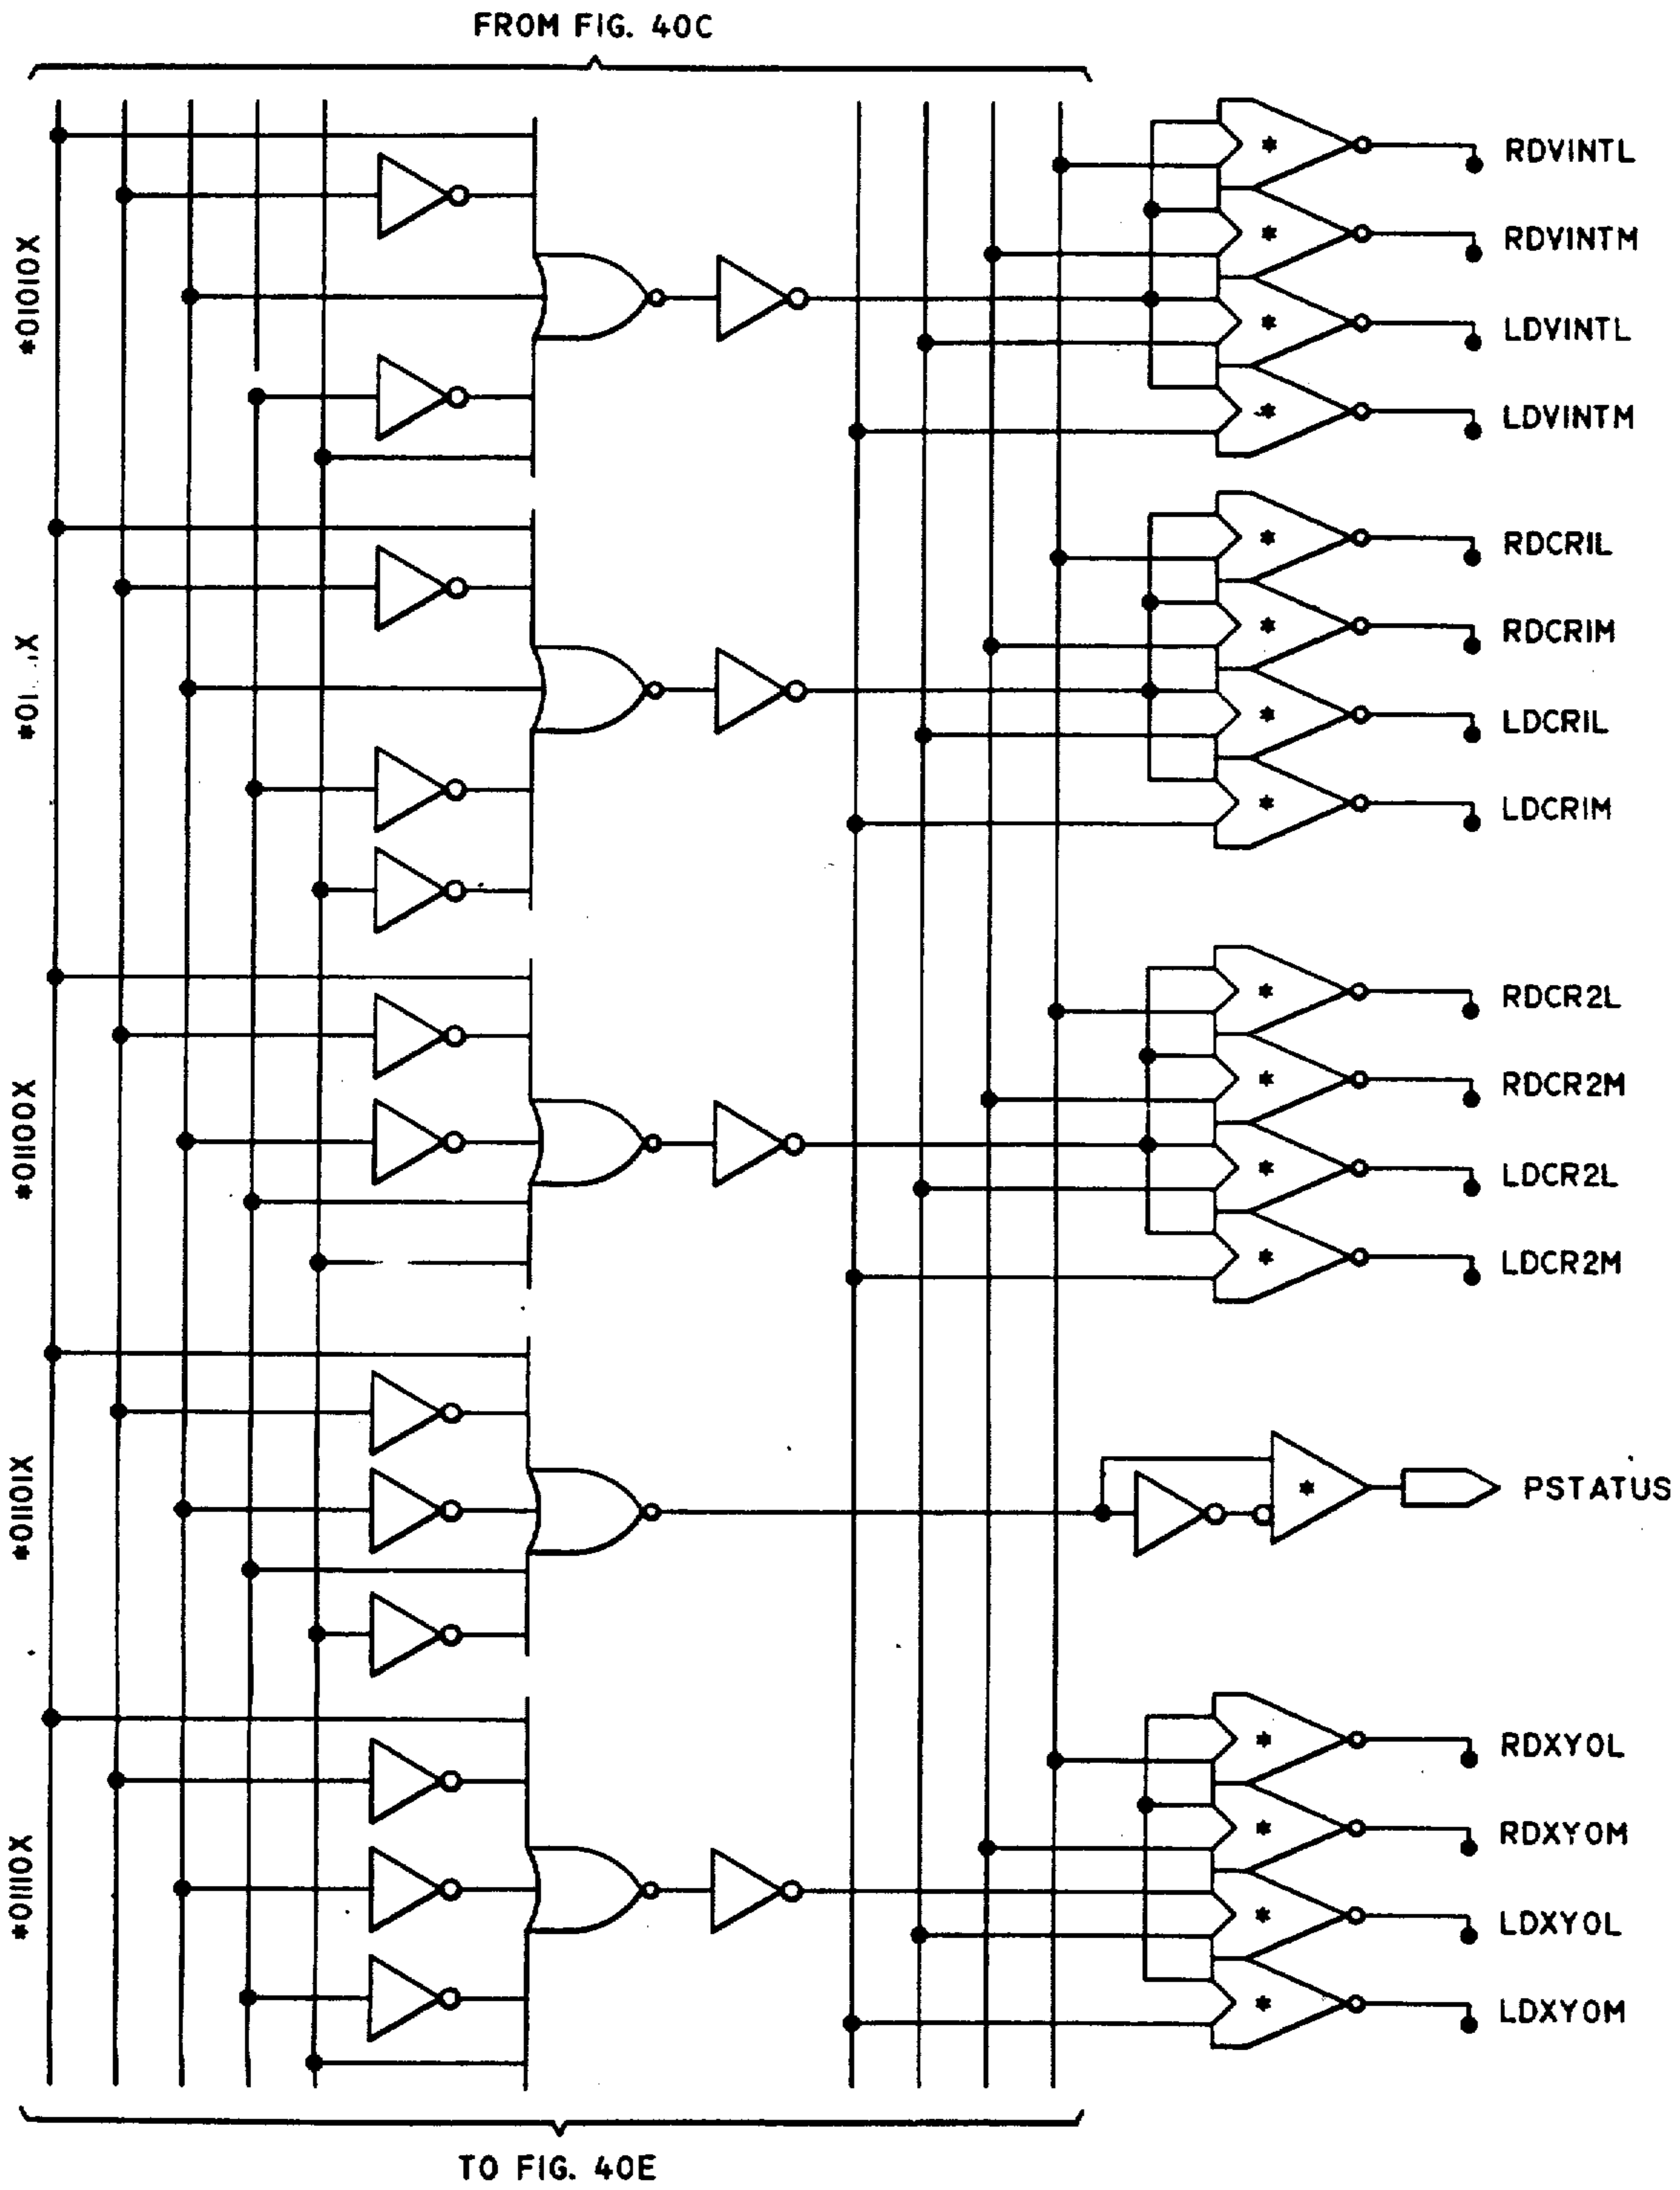 FROM FIG. 40C
*01010X
RDVINTL
RDVINTM
LDVINTL
LDVINTM
RDCR1L
RDCR1M
LDCR1L
LDCR1M
*01100X
RDCR2L
RDCR2M
LDCR2L
LDCR2M
*01101X
PSTATUS
*01110X
RDXY0L
RDXY0M
LDXY0L
LDXY0M
TO FIG. 40E